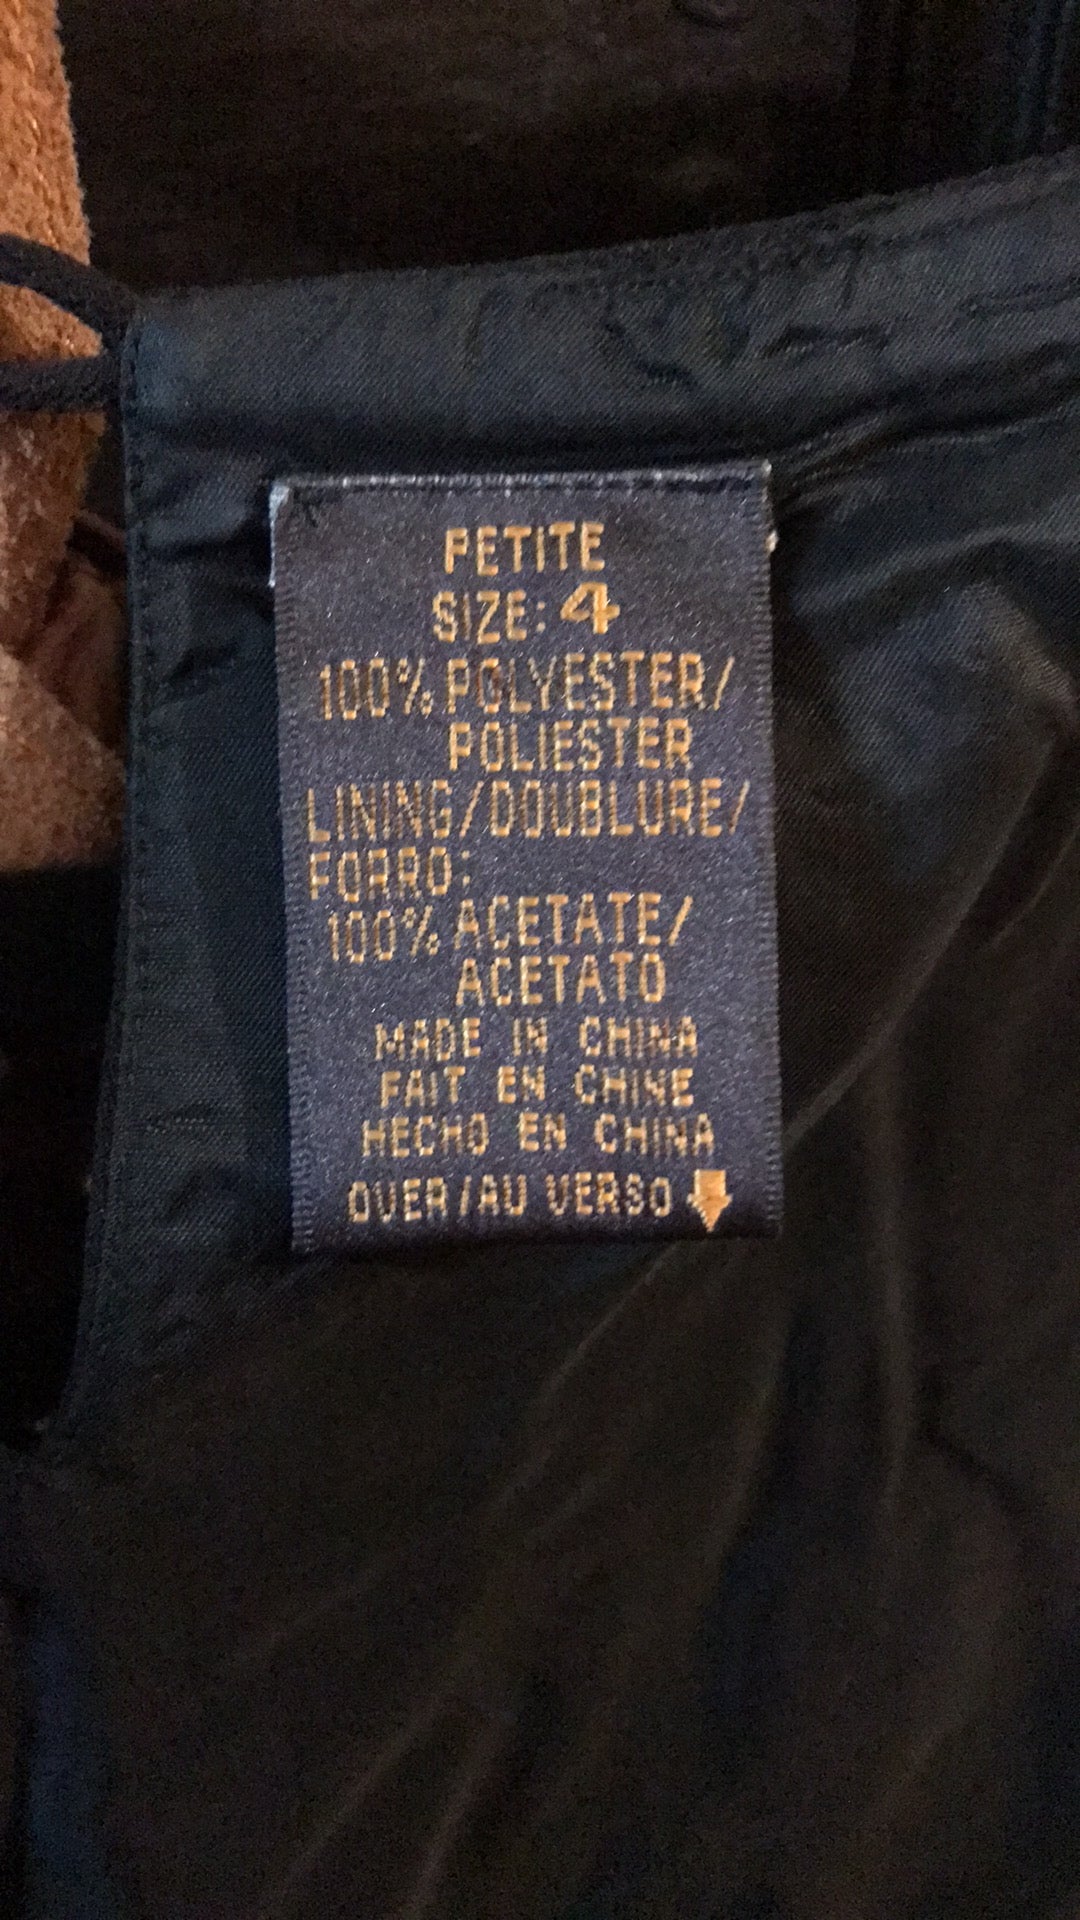 PETITE
SIZE: 4
100% POLYESTER/
POLIESTER
LINING/DOUBLURE/
FORRO:
100% ACETATE/
ACETATO
MADE IN CHINA
FAIT EN CHINE
HECHO EN CHINA
OVER/AU VERSO